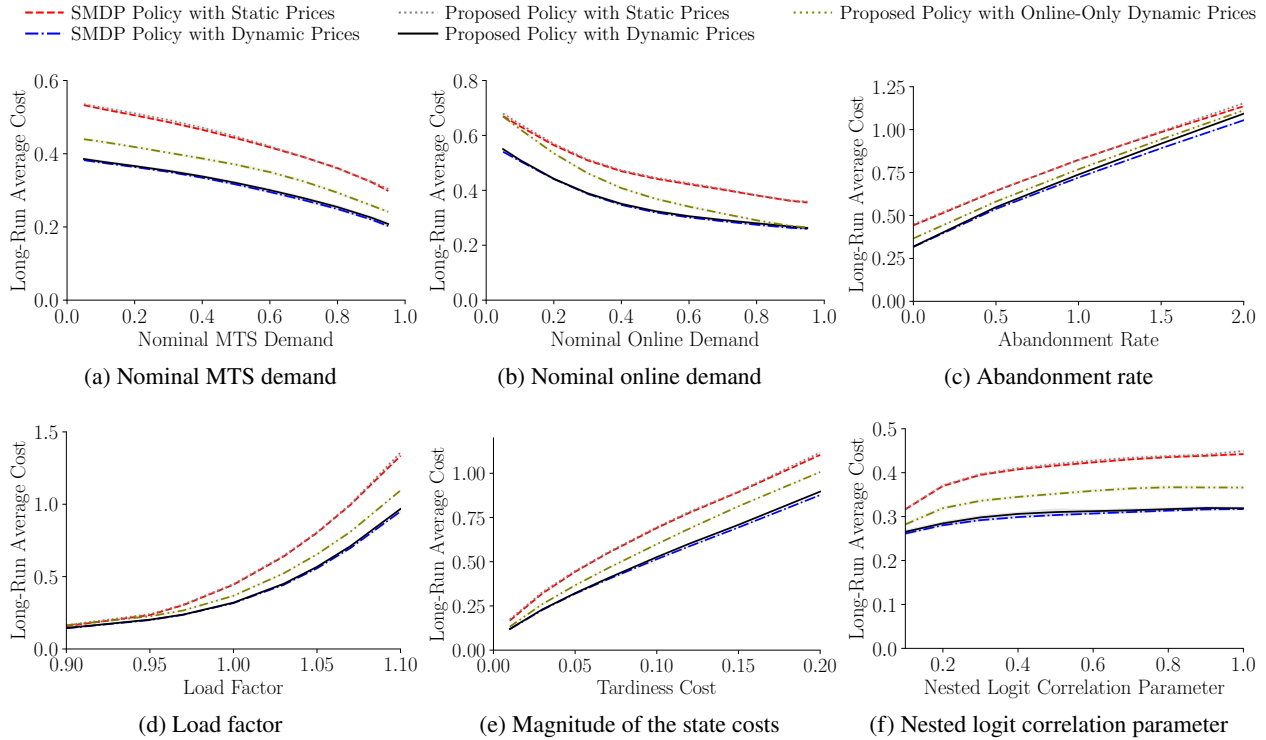 SMDP Policy with Static Prices
Proposed Policy with Static Prices
Proposed Policy with Online-Only Dynamic Prices
SMDP Policy with Dynamic Prices
Proposed Policy with Dynamic Prices
Long-Run Average Cost
0.6
0.4
0.2
0.0
0.0 0.2 0.4 0.6 0.8 1.0
Nominal MTS Demand
(a) Nominal MTS demand
Long-Run Average Cost
0.8
0.6
0.4
0.2
0.0
0.0 0.2 0.4 0.6 0.8 1.0
Nominal Online Demand
(b) Nominal online demand
Long-Run Average Cost
1.25
1.00
0.75
0.50
0.25
0.00
0.0 0.5 1.0 1.5 2.0
Abandonment Rate
(c) Abandonment rate
Long-Run Average Cost
1.5
1.0
0.5
0.0
0.90 0.95 1.00 1.05 1.10
Load Factor
(d) Load factor
Long-Run Average Cost
1.00
0.75
0.50
0.25
0.00
0.00 0.05 0.10 0.15 0.20
Tardiness Cost
(e) Magnitude of the state costs
Long-Run Average Cost
0.5
0.4
0.3
0.2
0.1
0.0
0.2 0.4 0.6 0.8 1.0
Nested Logit Correlation Parameter
(f) Nested logit correlation parameter